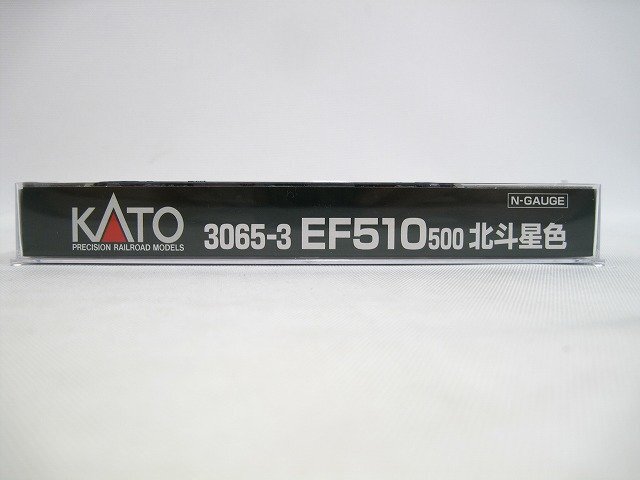 N-GAUGE
KATO
PRECISION RAILROAD MODELS
3065-3 EF510 500 北斗星色